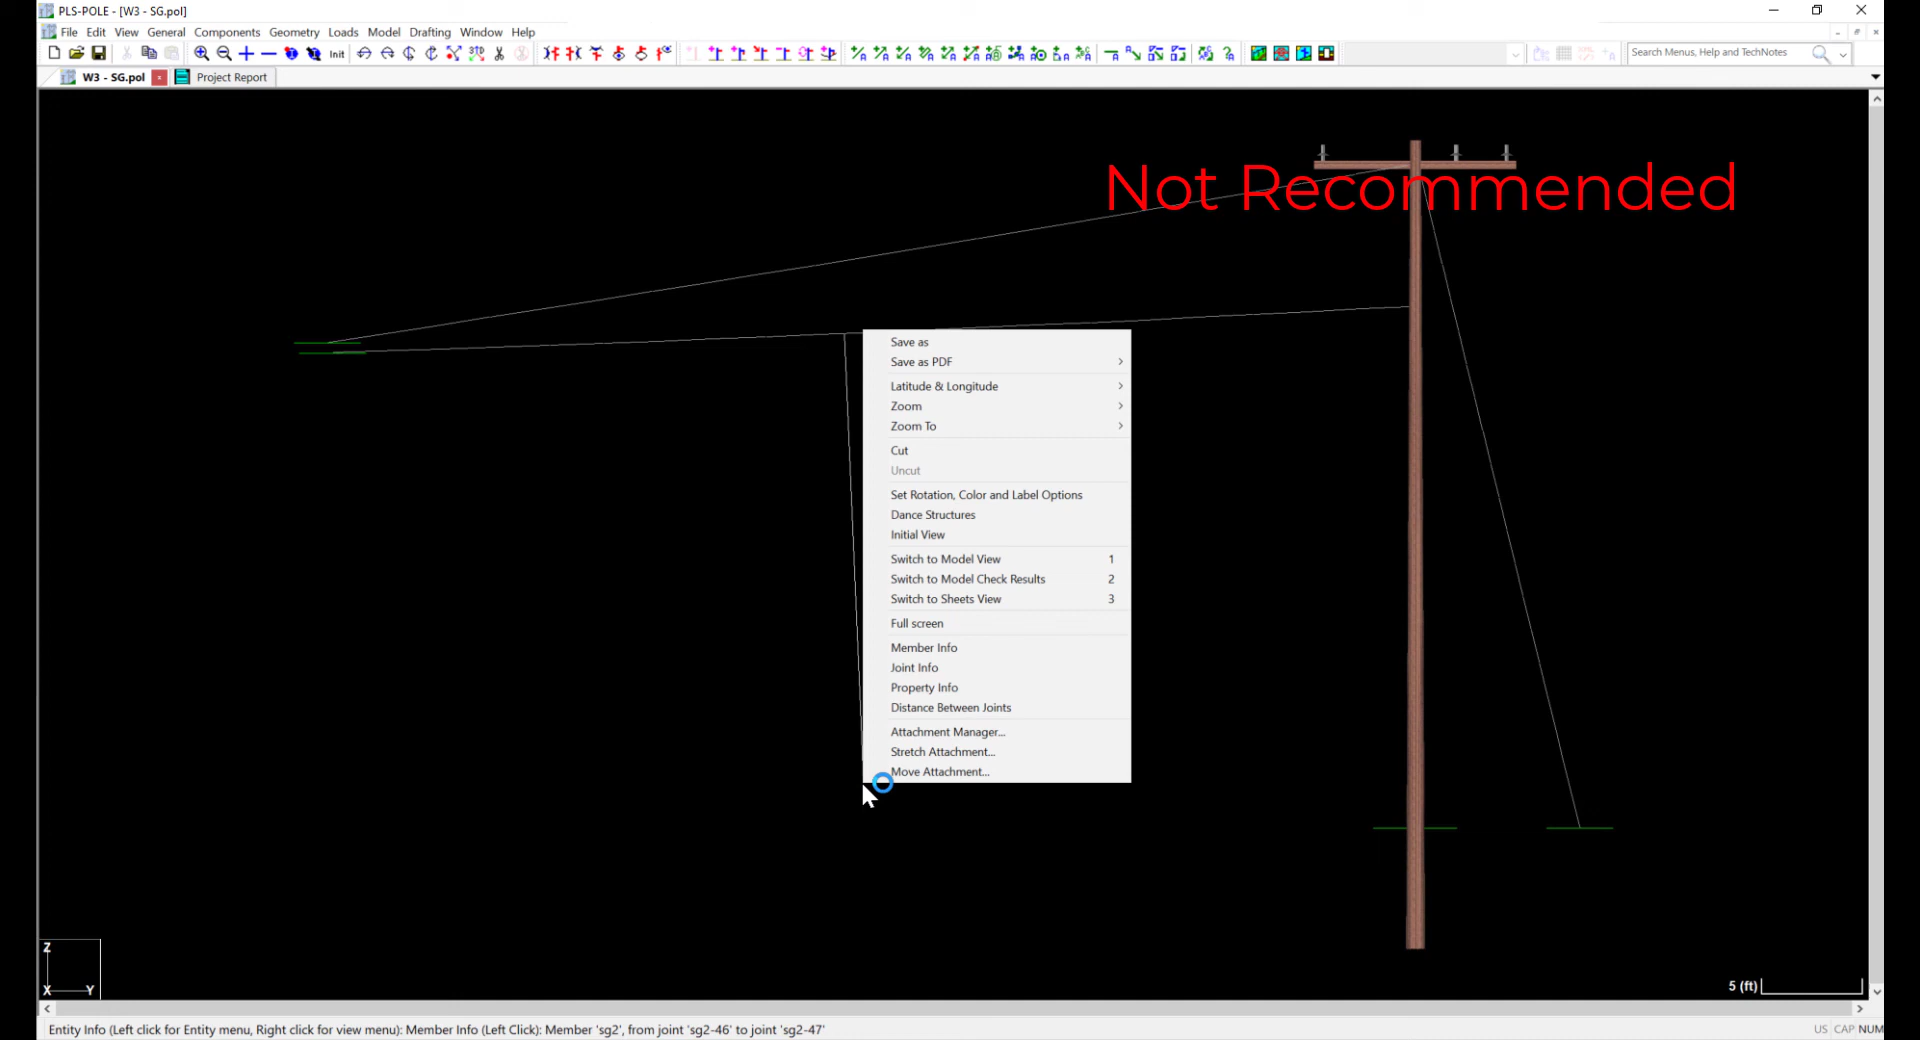 PLS-POLE - [W3 - SG.pol]
File Edit View General Components Geometry Loads Model Drafting Window Help
Init
Search Menus, Help and TechNotes
W3 - SG.pol
Project Report
Not Recommended
Save as
Save as PDF
Latitude & Longitude
Zoom
Zoom To
Cut
Uncut
Set Rotation, Color and Label Options
Dance Structures
Initial View
Switch to Model View 1
Switch to Model Check Results 2
Switch to Sheets View 3
Full screen
Member Info
Joint Info
Property Info
Distance Between Joints
Attachment Manager...
Stretch Attachment...
Move Attachment...
Z
X Y
5 (ft)
Entity Info (Left click for Entity menu, Right click for view menu): Member Info (Left Click): Member 'sg2', from joint 'sg2-46' to joint 'sg2-47'
US CAP NUM